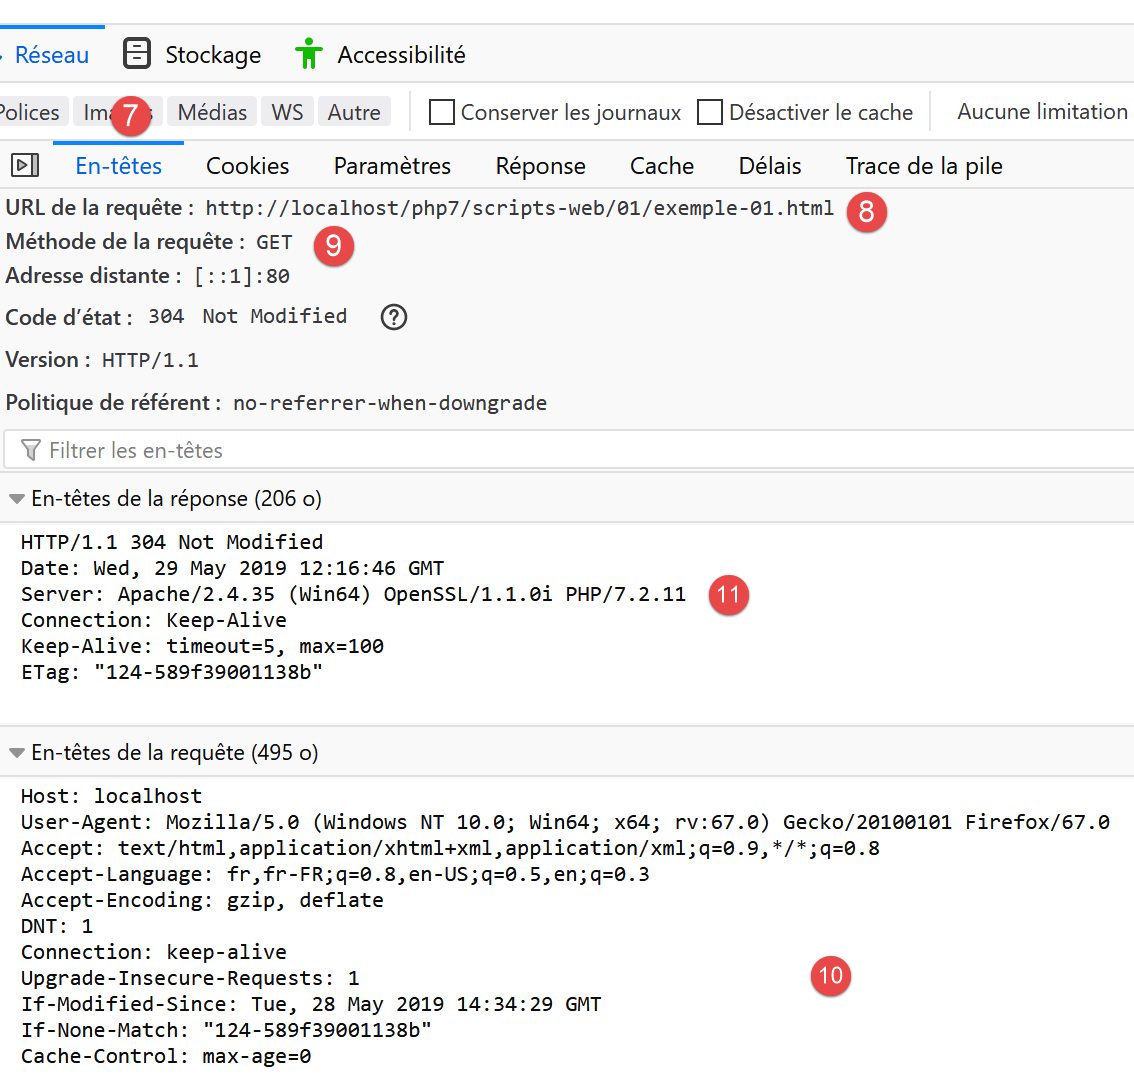 Réseau Stockage Accessibilité
Polices 7 Médias WS Autre Conserver les journaux Désactiver le cache Aucune limitation
En-têtes Cookies Paramètres Réponse Cache Délais Trace de la pile
URL de la requête : http://localhost/php7/scripts-web/01/exemple-01.html 8
Méthode de la requête : GET 9
Adresse distante : [::1]:80
Code d’état : 304 Not Modified ?
Version : HTTP/1.1
Politique de référent : no-referrer-when-downgrade
Filtrer les en-têtes
En-têtes de la réponse (206 o)
HTTP/1.1 304 Not Modified
Date: Wed, 29 May 2019 12:16:46 GMT
Server: Apache/2.4.35 (Win64) OpenSSL/1.1.0i PHP/7.2.11 11
Connection: Keep-Alive
Keep-Alive: timeout=5, max=100
ETag: "124-589f39001138b"
En-têtes de la requête (495 o)
Host: localhost
User-Agent: Mozilla/5.0 (Windows NT 10.0; Win64; x64; rv:67.0) Gecko/20100101 Firefox/67.0
Accept: text/html,application/xhtml+xml,application/xml;q=0.9,*/*;q=0.8
Accept-Language: fr,fr-FR;q=0.8,en-US;q=0.5,en;q=0.3
Accept-Encoding: gzip, deflate
DNT: 1
Connection: keep-alive
Upgrade-Insecure-Requests: 1 10
If-Modified-Since: Tue, 28 May 2019 14:34:29 GMT
If-None-Match: "124-589f39001138b"
Cache-Control: max-age=0